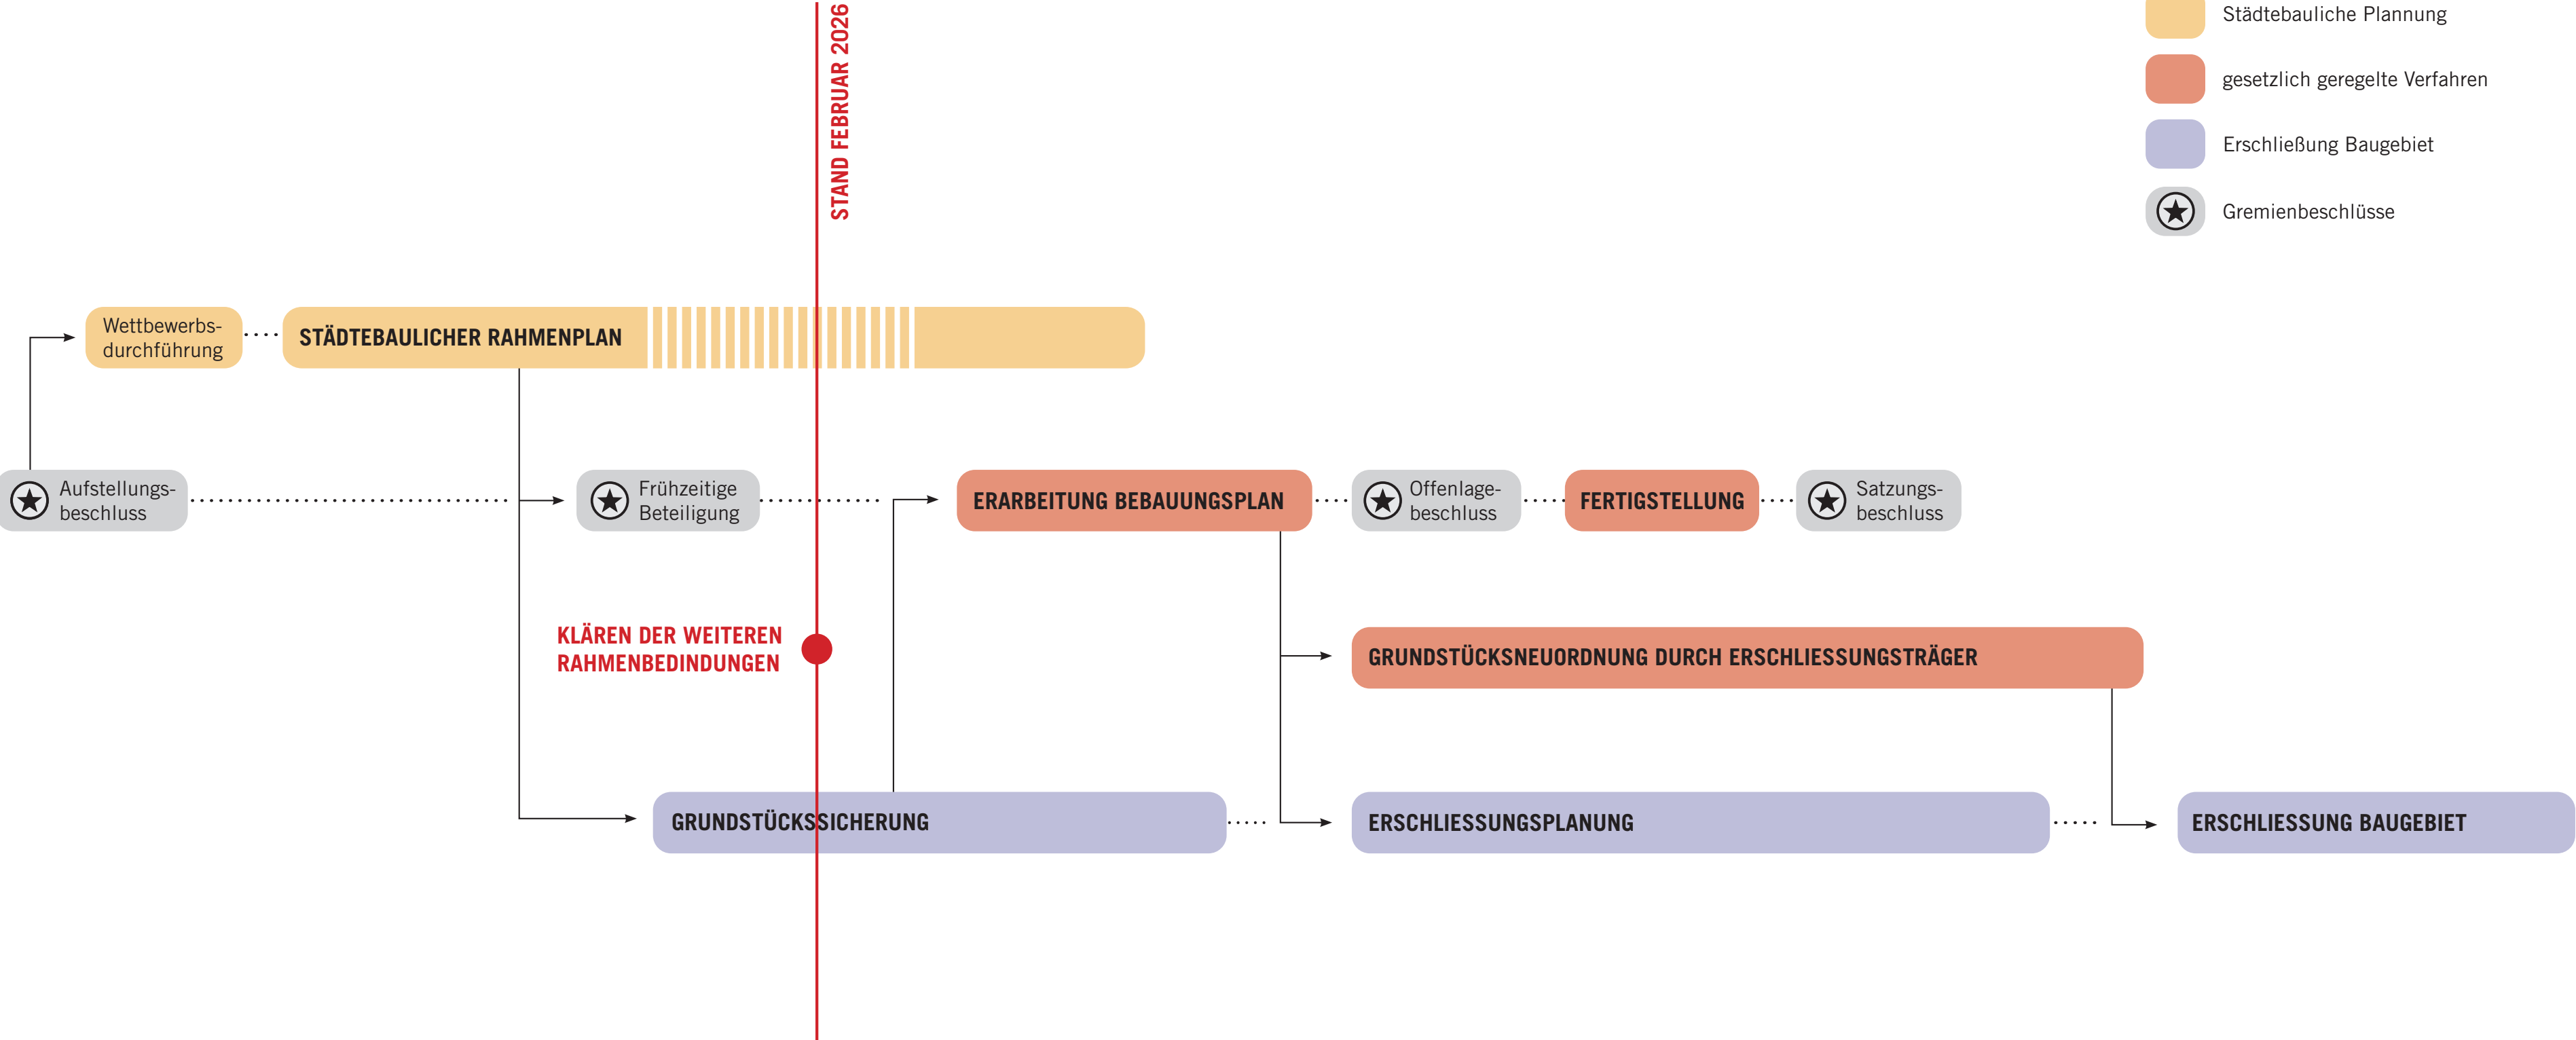 STAND FEBRUAR 2026
Städtebauliche Plannung
gesetzlich geregelte Verfahren
Erschließung Baugebiet
Gremienbeschlüsse
Wettbewerbs-
durchführung
STÄDTEBAULICHER RAHMENPLAN
Aufstellungs-
beschluss
Frühzeitige
Beteiligung
ERARBEITUNG BEBAUUNGSPLAN
Offenlage-
beschluss
FERTIGSTELLUNG
Satzungs-
beschluss
KLÄREN DER WEITEREN
RAHMENBEDINGUNGEN
GRUNDSTÜCKSNEUORDNUNG DURCH ERSCHLIESSUNGSTRÄGER
GRUNDSTÜCKSSICHERUNG
ERSCHLIESSUNGSPLANUNG
ERSCHLIESSUNG BAUGEBIET